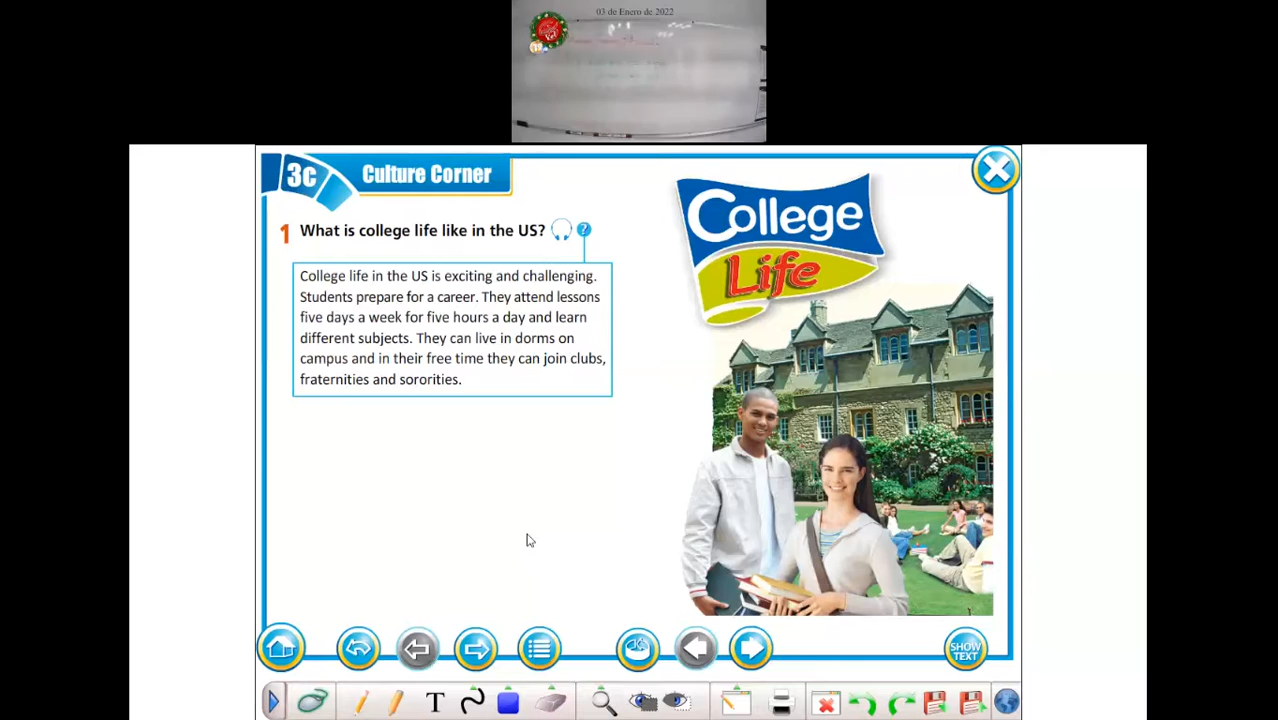 03 de Enero de 2022
3c Culture Corner
1 What is college life like in the US? ?
College life in the US is exciting and challenging.
Students prepare for a career. They attend lessons
five days a week for five hours a day and learn
different subjects. They can live in dorms on
campus and in their free time they can join clubs,
fraternities and sororities.
College
Life
SHOW
TEXT
T